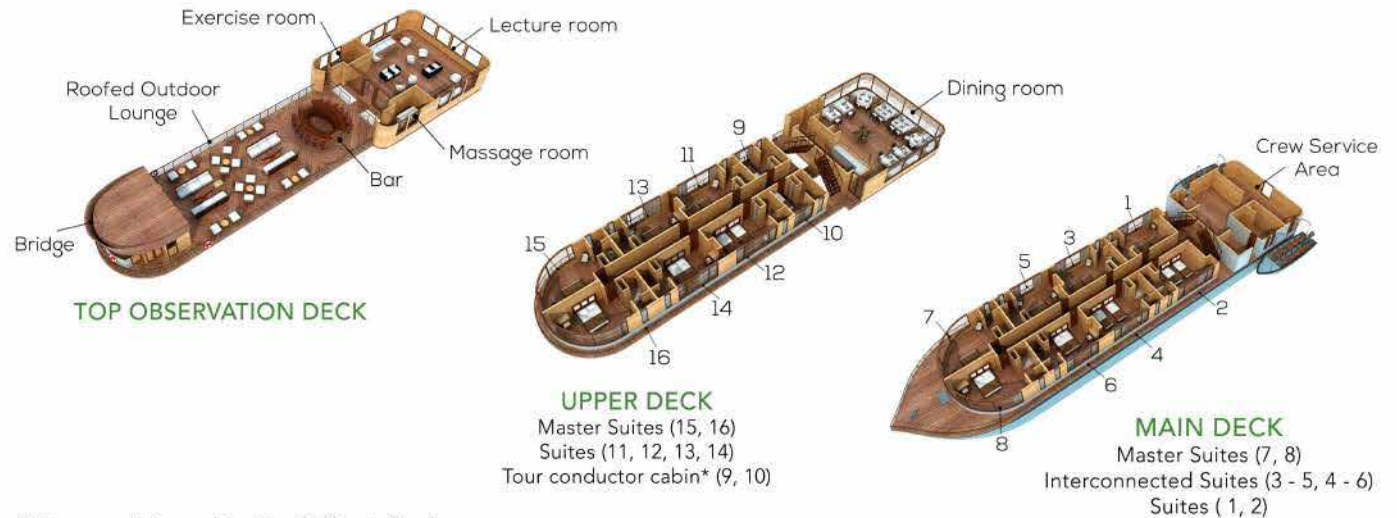 Exercise room
Lecture room
Roofed Outdoor
Lounge
Massage room
Bar
Bridge
TOP OBSERVATION DECK
Dining room
9
11
13
15
10
12
14
16
UPPER DECK
Master Suites (15, 16)
Suites (11, 12, 13, 14)
Tour conductor cabin* (9, 10)
Crew Service
Area
1
3
5
7
2
4
6
8
MAIN DECK
Master Suites (7, 8)
Interconnected Suites (3 - 5, 4 - 6)
Suites ( 1, 2)